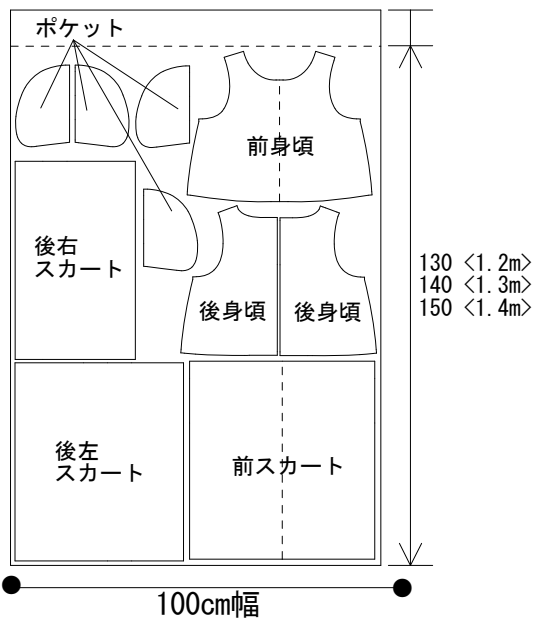 ポケット
前身頃
後右
スカート
後身頃
後身頃
130 <1.2m>
140 <1.3m>
150 <1.4m>
後左
スカート
前スカート
100cm幅